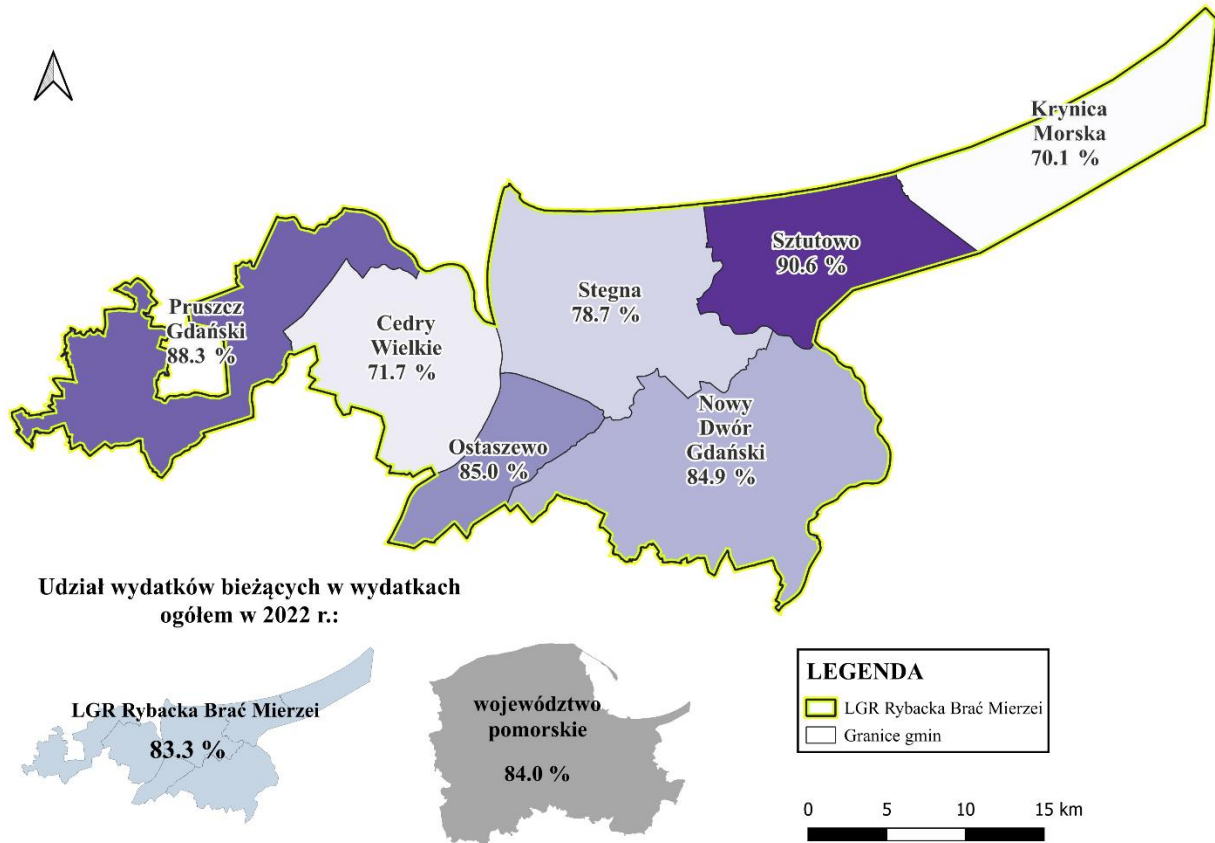 Krynica
Morska
70.1 %
Sztutowo
90.6 %
Stegna
78.7 %
Pruszcz
Gdański
88.3 %
Cedry
Wielkie
71.7 %
Nowy
Dwór
Gdański
84.9 %
Ostaszewo
85.0 %
Udział wydatków bieżących w wydatkach
ogółem w 2022 r.:
LGR Rybacka Brać Mierzei
83.3 %
województwo
pomorskie
84.0 %
LEGENDA
LGR Rybacka Brać Mierzei
Granice gmin
0 5 10 15 km